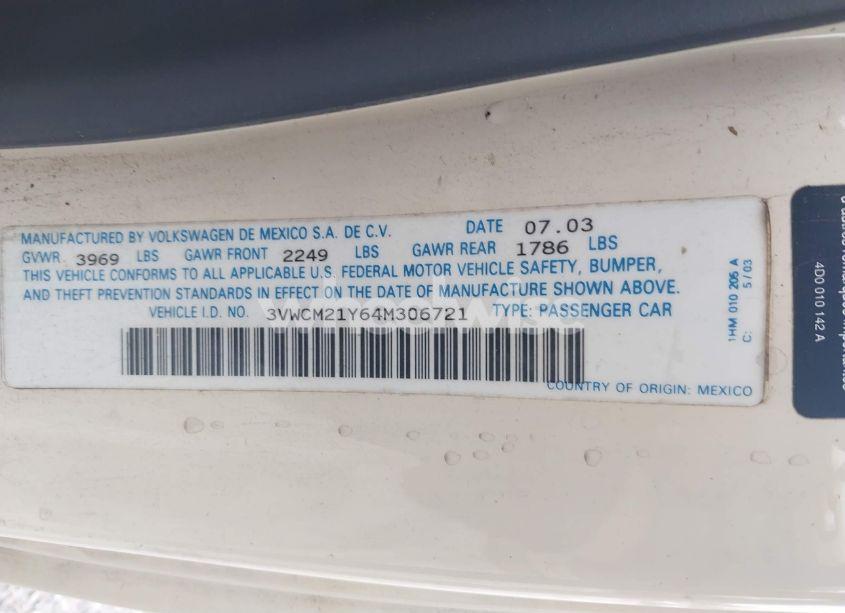 MANUFACTURED BY VOLKSWAGEN DE MEXICO S.A. DE C.V. DATE 07.03
GVWR 3969 LBS GAWR FRONT 2249 LBS GAWR REAR 1786 LBS
THIS VEHICLE CONFORMS TO ALL APPLICABLE U.S. FEDERAL MOTOR VEHICLE SAFETY, BUMPER,
AND THEFT PREVENTION STANDARDS IN EFFECT ON THE DATE OF MANUFACTURE SHOWN ABOVE.
VEHICLE I.D. NO. 3VWCM21Y64M306721 TYPE: PASSENGER CAR
COUNTRY OF ORIGIN: MEXICO
1HM 010 205 A
C: 5/03
4D0 010 142 A